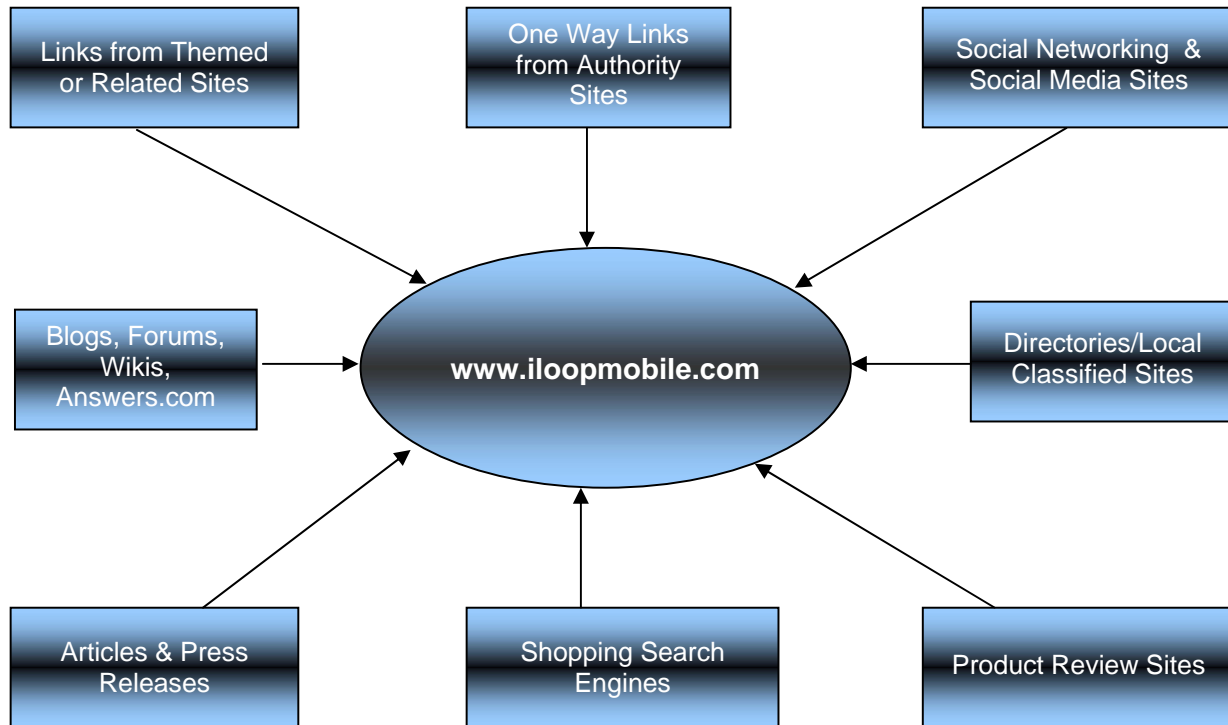 Links from Themed
or Related Sites
One Way Links
from Authority
Sites
Social Networking &
Social Media Sites
Blogs, Forums,
Wikis,
Answers.com
www.iloopmobile.com
Directories/Local
Classified Sites
Articles & Press
Releases
Shopping Search
Engines
Product Review Sites